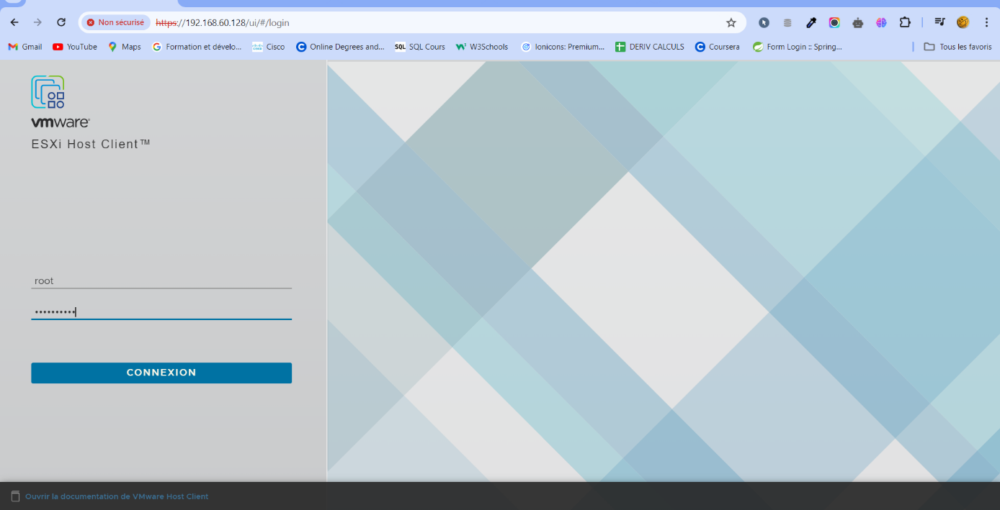 Non sécurisé https://192.168.60.128/ui/#/login
Gmail YouTube Maps Formation et dévelo... Cisco Online Degrees and... SQL SQL Cours W3Schools Ionicons: Premium... DERIV CALCULS Coursera Form Login :: Spring... Tous les favoris
vmware®
ESXi Host Client™
root
••••••••••
CONNEXION
Ouvrir la documentation de VMware Host Client